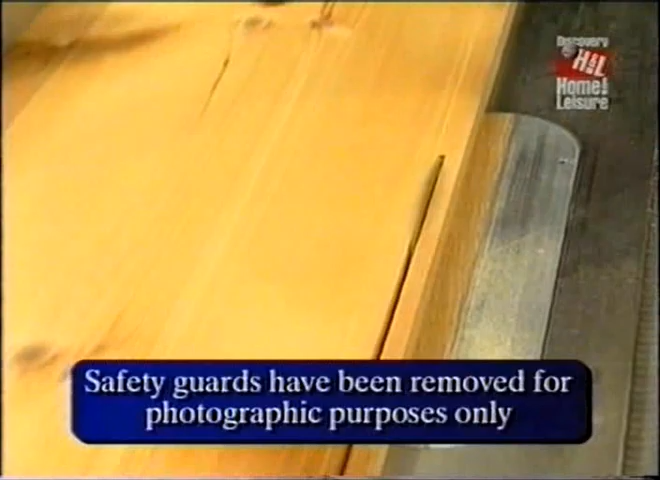 Discovery
H&L
Home!
Leisure
Safety guards have been removed for
photographic purposes only